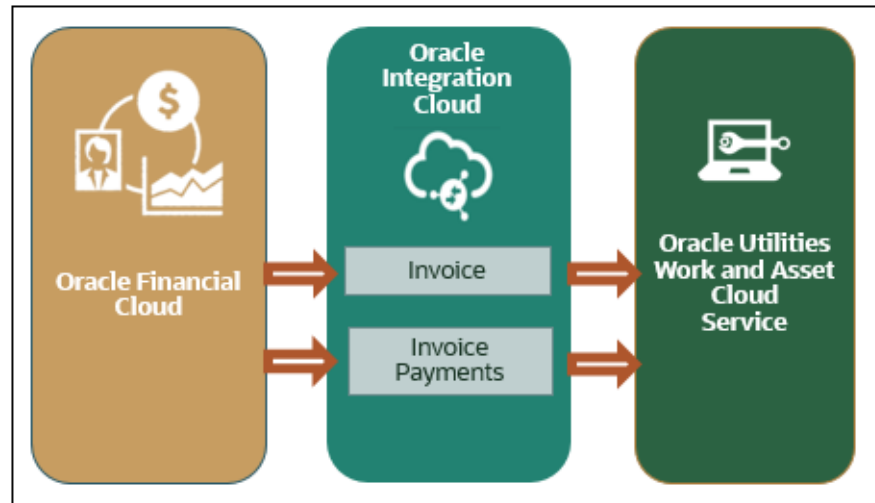 Oracle Financial
Cloud
$
Oracle
Integration
Cloud
Invoice
Invoice
Payments
Oracle Utilities
Work and Asset
Cloud
Service